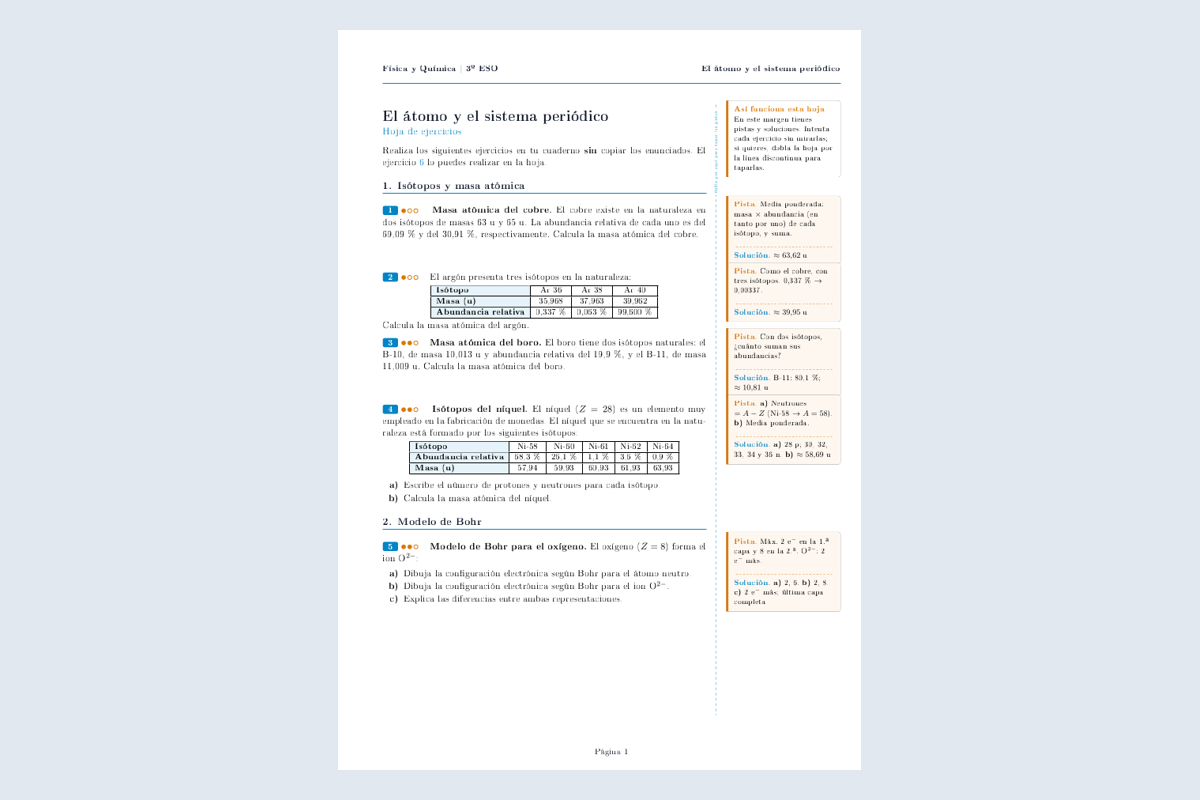 Física y Química | 3º ESO
El átomo y el sistema periódico
El átomo y el sistema periódico
Hoja de ejercicios
Realiza los siguientes ejercicios en tu cuaderno sin copiar los enunciados. El
ejercicio 6 lo puedes realizar en la hoja.
1. Isótopos y masa atómica
1 Masa atómica del cobre. El cobre existe en la naturaleza en
dos isótopos de masas 63 u y 65 u. La abundancia relativa de cada uno es del
69,09 % y del 30,91 %, respectivamente. Calcula la masa atómica del cobre.
2 El argón presenta tres isótopos en la naturaleza:
Isótopo Ar 36 Ar 38 Ar 40
Masa (u) 35,968 37,963 39,962
Abundancia relativa 0,337 % 0,063 % 99,600 %
Calcula la masa atómica del argón.
3 Masa atómica del boro. El boro tiene dos isótopos naturales: el
B-10, de masa 10,013 u y abundancia relativa del 19,9 %, y el B-11, de masa
11,009 u. Calcula la masa atómica del boro.
4 Isótopos del níquel. El níquel (Z = 28) es un elemento muy
empleado en la fabricación de monedas. El níquel que se encuentra en la natu-
raleza está formado por los siguientes isótopos:
Isótopo Ni-58 Ni-60 Ni-61 Ni-62 Ni-64
Abundancia relativa 68,3 % 26,1 % 1,1 % 3,6 % 0,9 %
Masa (u) 57,94 59,93 60,93 61,93 63,93
a) Escribe el número de protones y neutrones para cada isótopo.
b) Calcula la masa atómica del níquel.
2. Modelo de Bohr
5 Modelo de Bohr para el oxígeno. El oxígeno (Z = 8) forma el
ion O²⁻.
a) Dibuja la configuración electrónica según Bohr para el átomo neutro.
b) Dibuja la configuración electrónica según Bohr para el ion O²⁻.
c) Explica las diferencias entre ambas representaciones.
Así funciona esta hoja
En este margen tienes
pistas y soluciones. Intenta
cada ejercicio sin mirarlas;
si quieres, dobla la hoja por
la línea discontinua para
taparlas.
Pista. Media ponderada:
masa × abundancia (en
tanto por uno) de cada
isótopo, y suma.
Solución. ≈ 63,62 u
Pista. Como el cobre, con
tres isótopos. 0,337 % →
0,00337.
Solución. ≈ 39,95 u
Pista. Con dos isótopos,
¿cuánto suman sus
abundancias?
Solución. B-11: 80,1 %;
≈ 10,81 u
Pista. a) Neutrones
= A − Z (Ni-58 → A = 58).
b) Media ponderada.
Solución. a) 28 p; 30, 32,
33, 34 y 36 n. b) ≈ 58,69 u
Pista. Máx. 2 e⁻ en la 1.ª
capa y 8 en la 2.ª. O²⁻: 2
e⁻ más.
Solución. a) 2, 6. b) 2, 8.
c) 2 e⁻ más, última capa
completa
Página 1